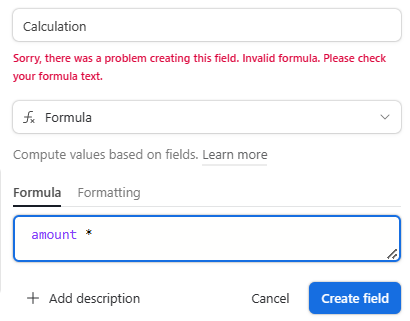 Calculation
Sorry, there was a problem creating this field. Invalid formula. Please check
your formula text.
Formula
Compute values based on fields. Learn more
Formula Formatting
amount *
+ Add description Cancel Create field